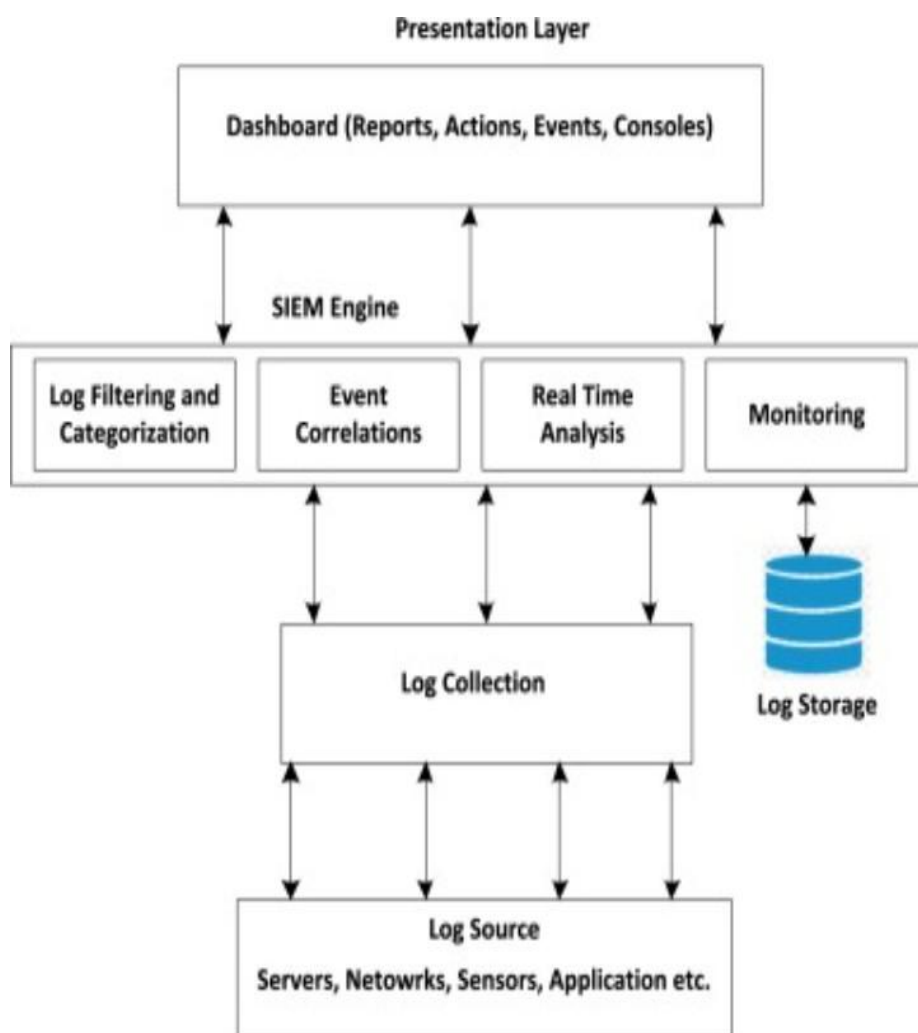 Presentation Layer
Dashboard (Reports, Actions, Events, Consoles)
SIEM Engine
Log Filtering and
Categorization
Event
Correlations
Real Time
Analysis
Monitoring
Log Collection
Log Storage
Log Source
Servers, Netowrks, Sensors, Application etc.